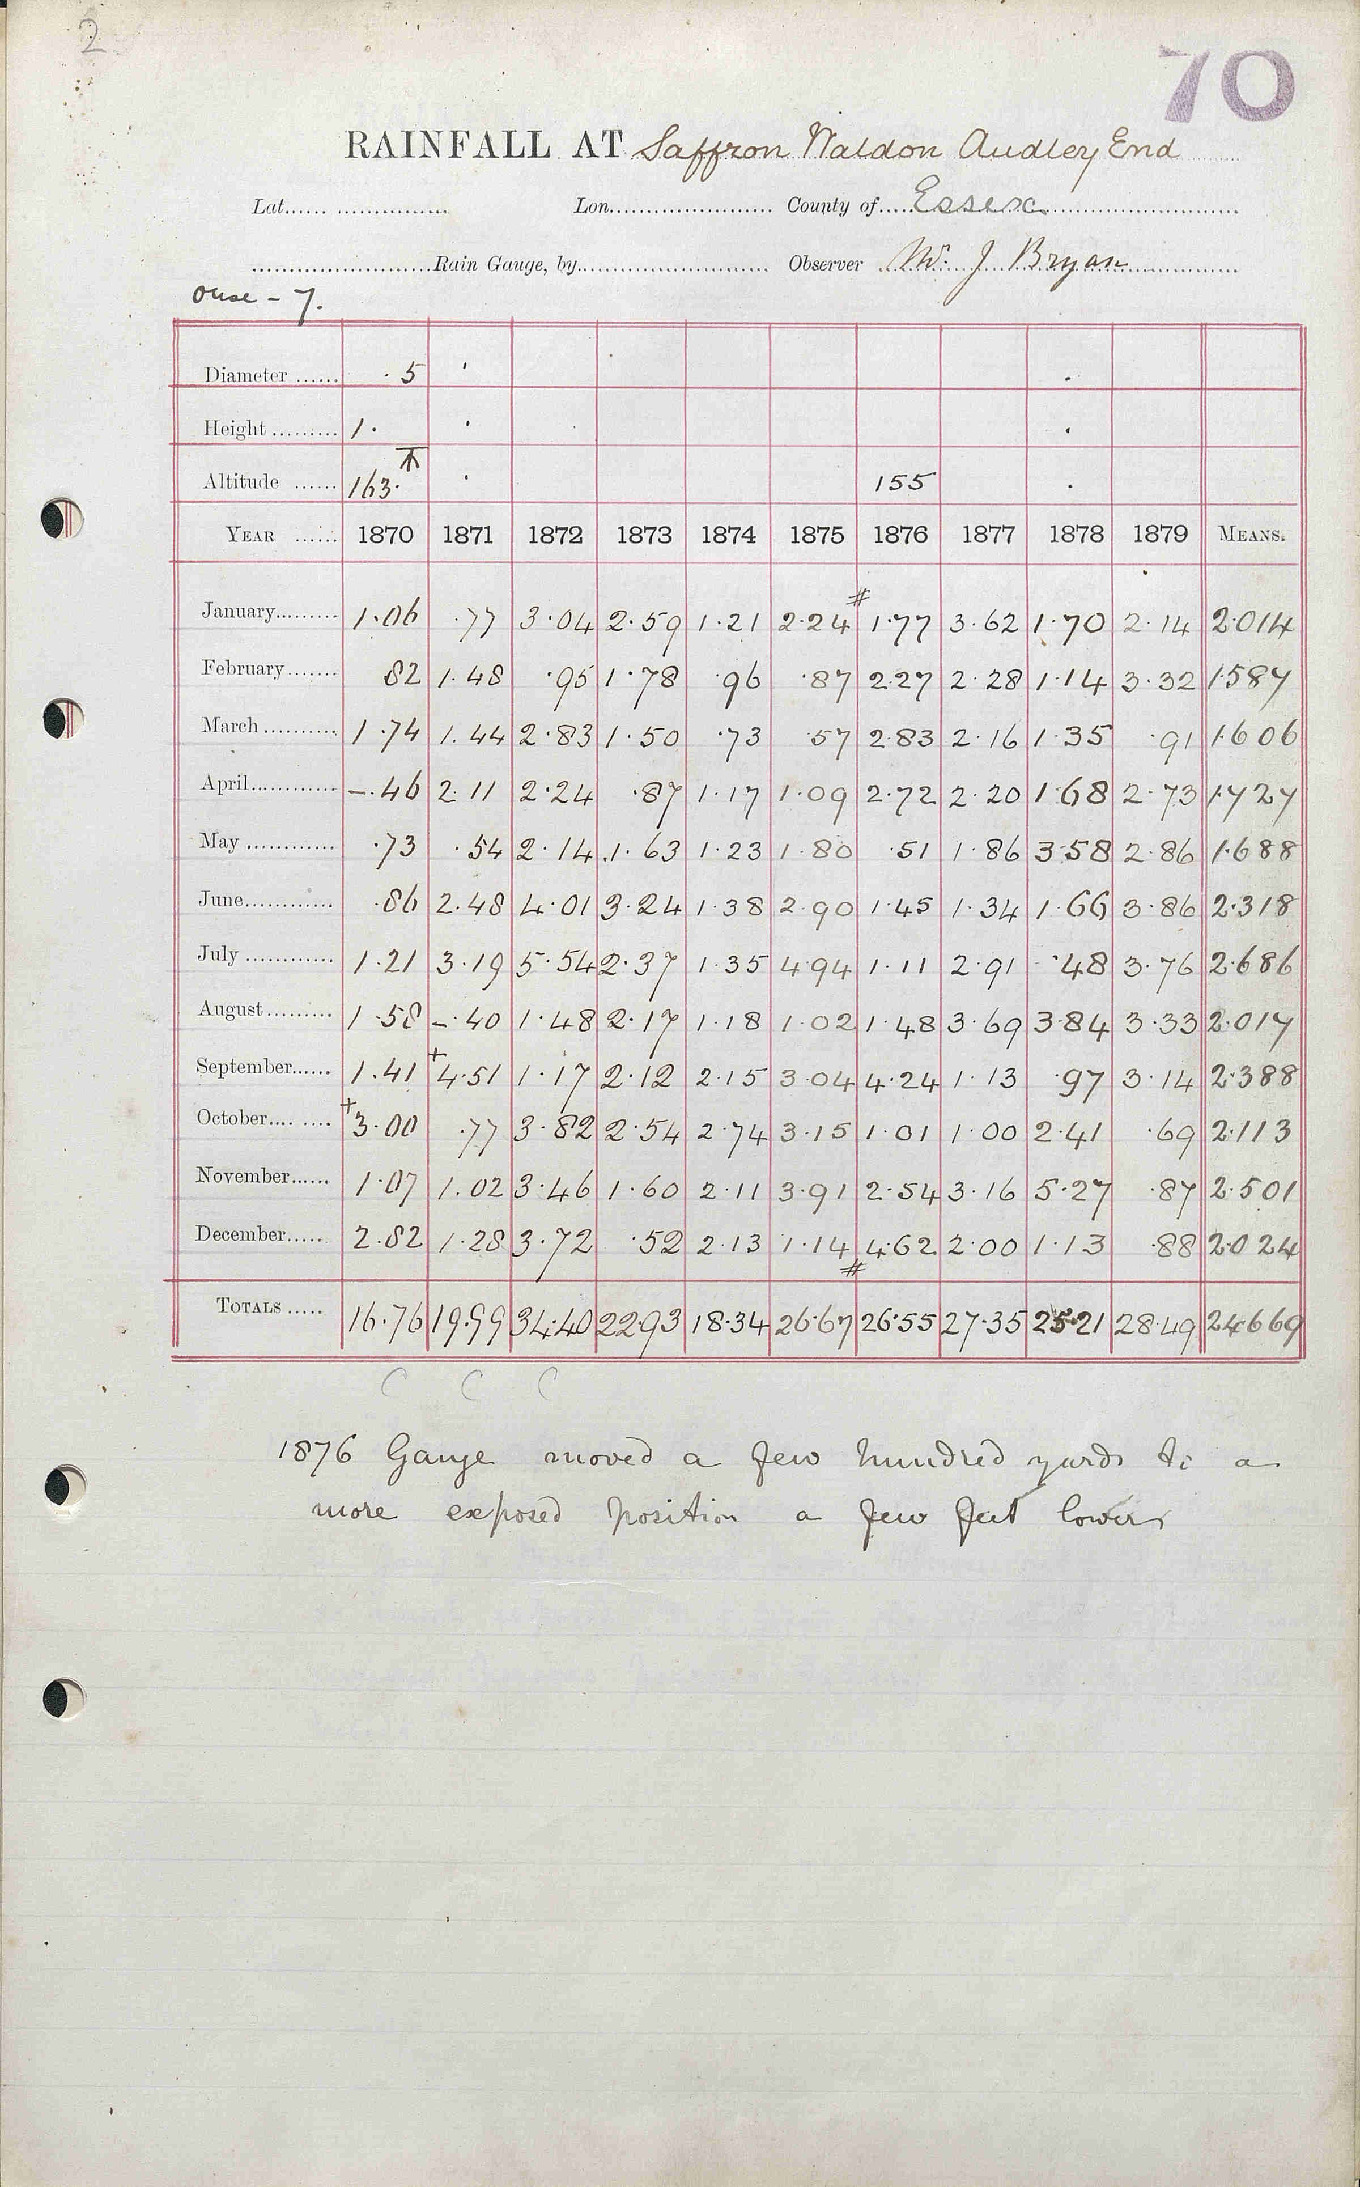 2
70
RAINFALL AT Saffron Waldon Audley End
Lat...... ............... Lon....................... County of.....Essex..............................
..........................Rain Gauge, by.......................... Observer ..Mr. J Bryan................
Ouse - 7.
Diameter ...... .5 . .
Height ......... 1. . .
Altitude ...... 163. . 155 .
YEAR ...... 1870 1871 1872 1873 1874 1875 1876 1877 1878 1879 MEANS.
January......... 1.06 .77 3.04 2.59 1.21 2.24 # 1.77 3.62 1.70 2.14 2.014
February....... 82 1.48 .95 1.78 .96 .87 2.27 2.28 1.14 3.32 1.587
March ........... 1.74 1.44 2.83 1.50 .73 .57 2.83 2.16 1.35 .91 1.606
April............. -.46 2.11 2.24 .87 1.17 1.09 2.72 2.20 1.68 2.73 1.727
May ............. .73 .54 2.14 1.63 1.23 1.80 .51 1.86 3.58 2.86 1.688
June............. .86 2.48 4.01 3.24 1.38 2.90 1.45 1.34 1.66 3.86 2.318
July ............. 1.21 3.19 5.54 2.37 1.35 4.94 1.11 2.91 .48 3.76 2.686
August.......... 1.58 -.40 1.48 2.17 1.18 1.02 1.48 3.69 3.84 3.33 2.017
September...... 1.41 +4.51 1.17 2.12 2.15 3.04 4.24 1.13 .97 3.14 2.388
October.... .... +3.00 .77 3.82 2.54 2.74 3.15 1.01 1.00 2.41 .69 2.113
November...... 1.07 1.02 3.46 1.60 2.11 3.91 2.54 3.16 5.27 .87 2.501
December...... 2.82 1.28 3.72 .52 2.13 1.14 # 4.62 2.00 1.13 .88 2.024
TOTALS ..... 16.76 19.99 34.40 22.93 18.34 26.67 26.55 27.35 25.21 28.49 24.669
C C C
1876 Gauge moved a few hundred yards to a
more exposed position a few feet lower